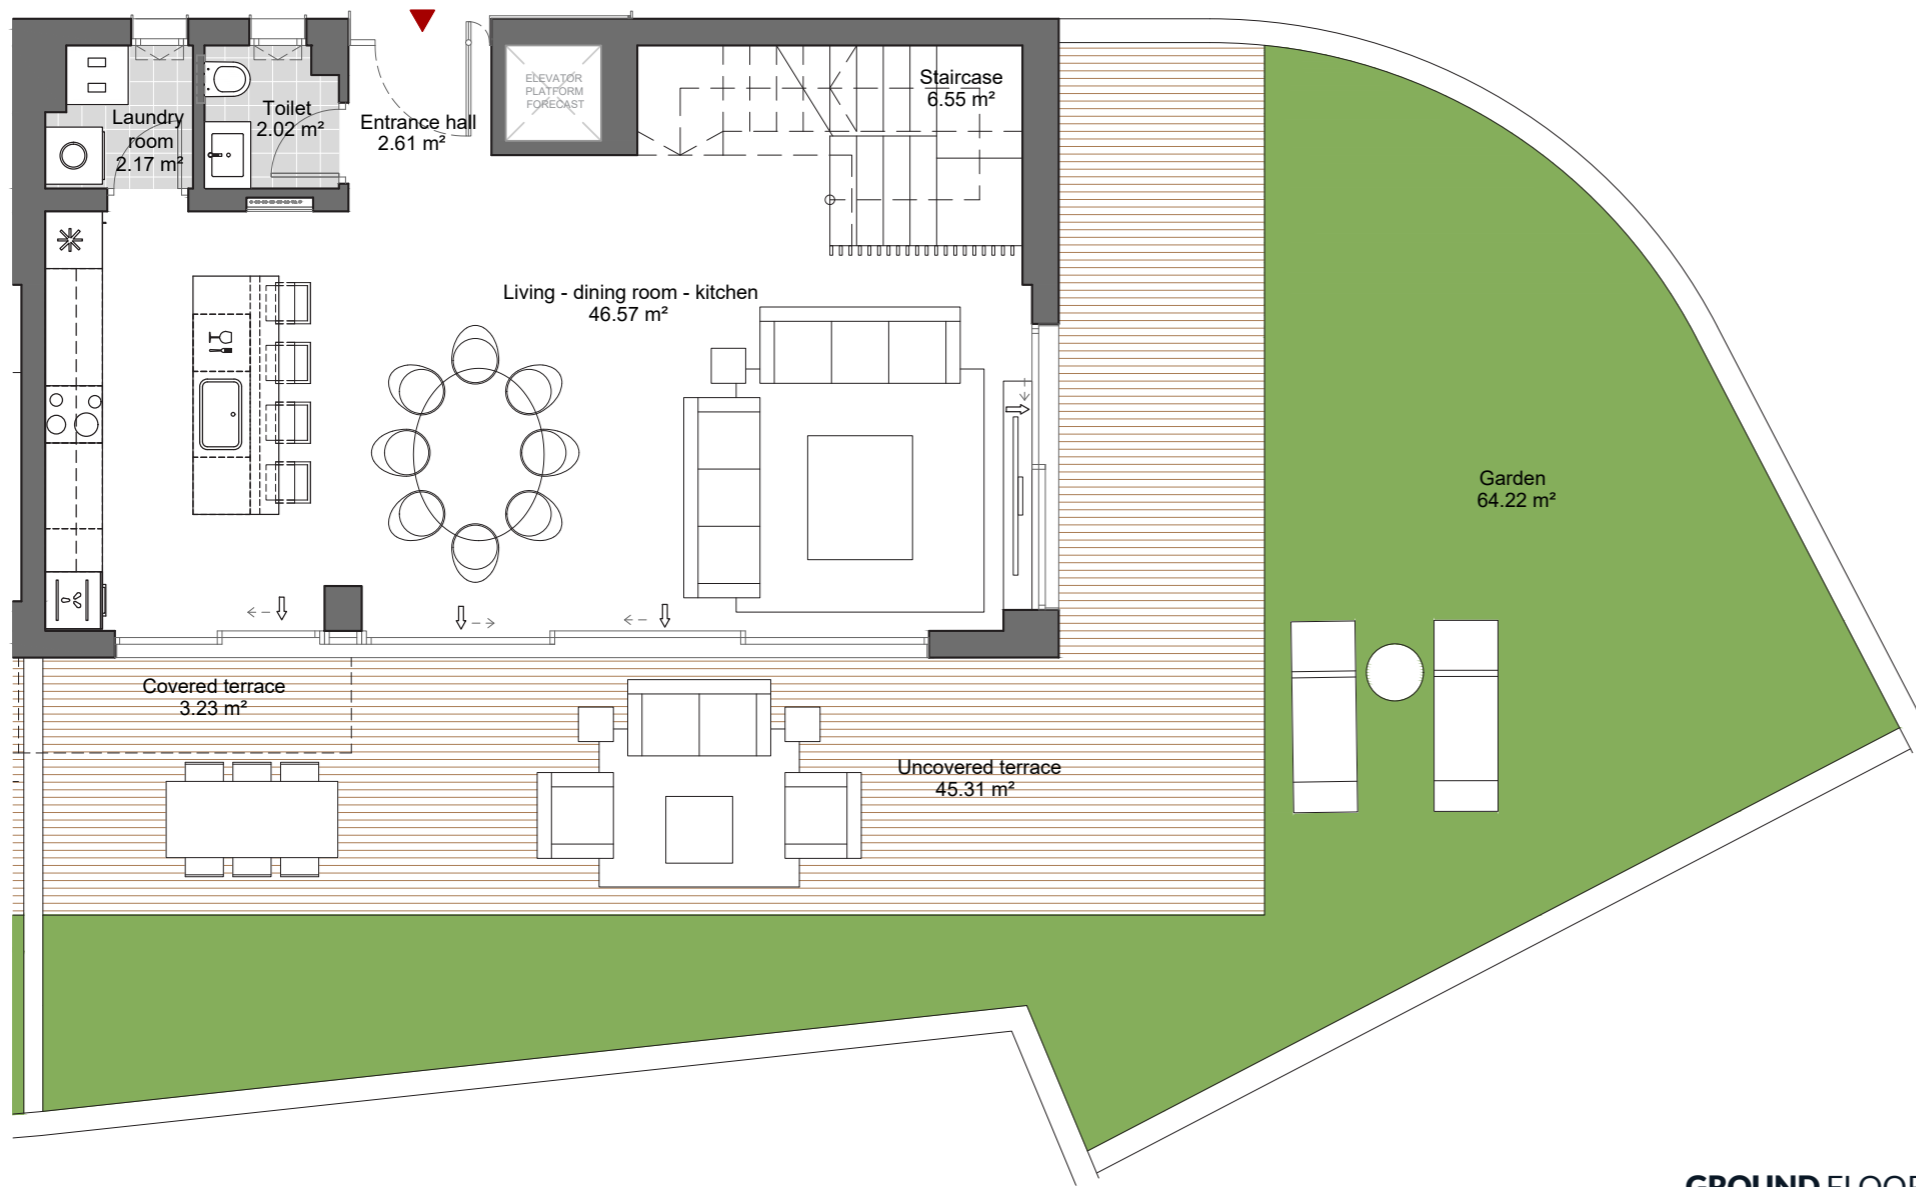 ELEVATOR
PLATFORM
FORECAST
Staircase
6.55 m²
Laundry
room
2.17 m²
Toilet
2.02 m²
Entrance hall
2.61 m²
Living - dining room - kitchen
46.57 m²
Garden
64.22 m²
Covered terrace
3.23 m²
Uncovered terrace
45.31 m²
GROUND FLOOR